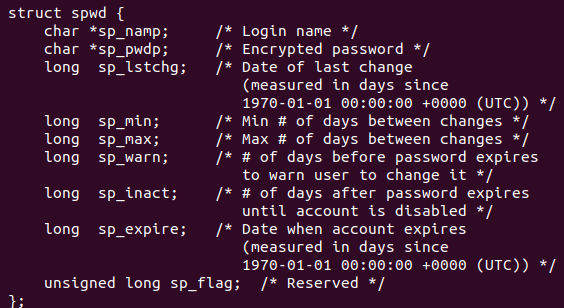 struct spwd {
    char *sp_namp;     /* Login name */
    char *sp_pwdp;     /* Encrypted password */
    long  sp_lstchg;   /* Date of last change
                          (measured in days since
                          1970-01-01 00:00:00 +0000 (UTC)) */
    long  sp_min;      /* Min # of days between changes */
    long  sp_max;      /* Max # of days between changes */
    long  sp_warn;     /* # of days before password expires
                          to warn user to change it */
    long  sp_inact;    /* # of days after password expires
                          until account is disabled */
    long  sp_expire;   /* Date when account expires
                          (measured in days since
                          1970-01-01 00:00:00 +0000 (UTC)) */
    unsigned long sp_flag;  /* Reserved */
};